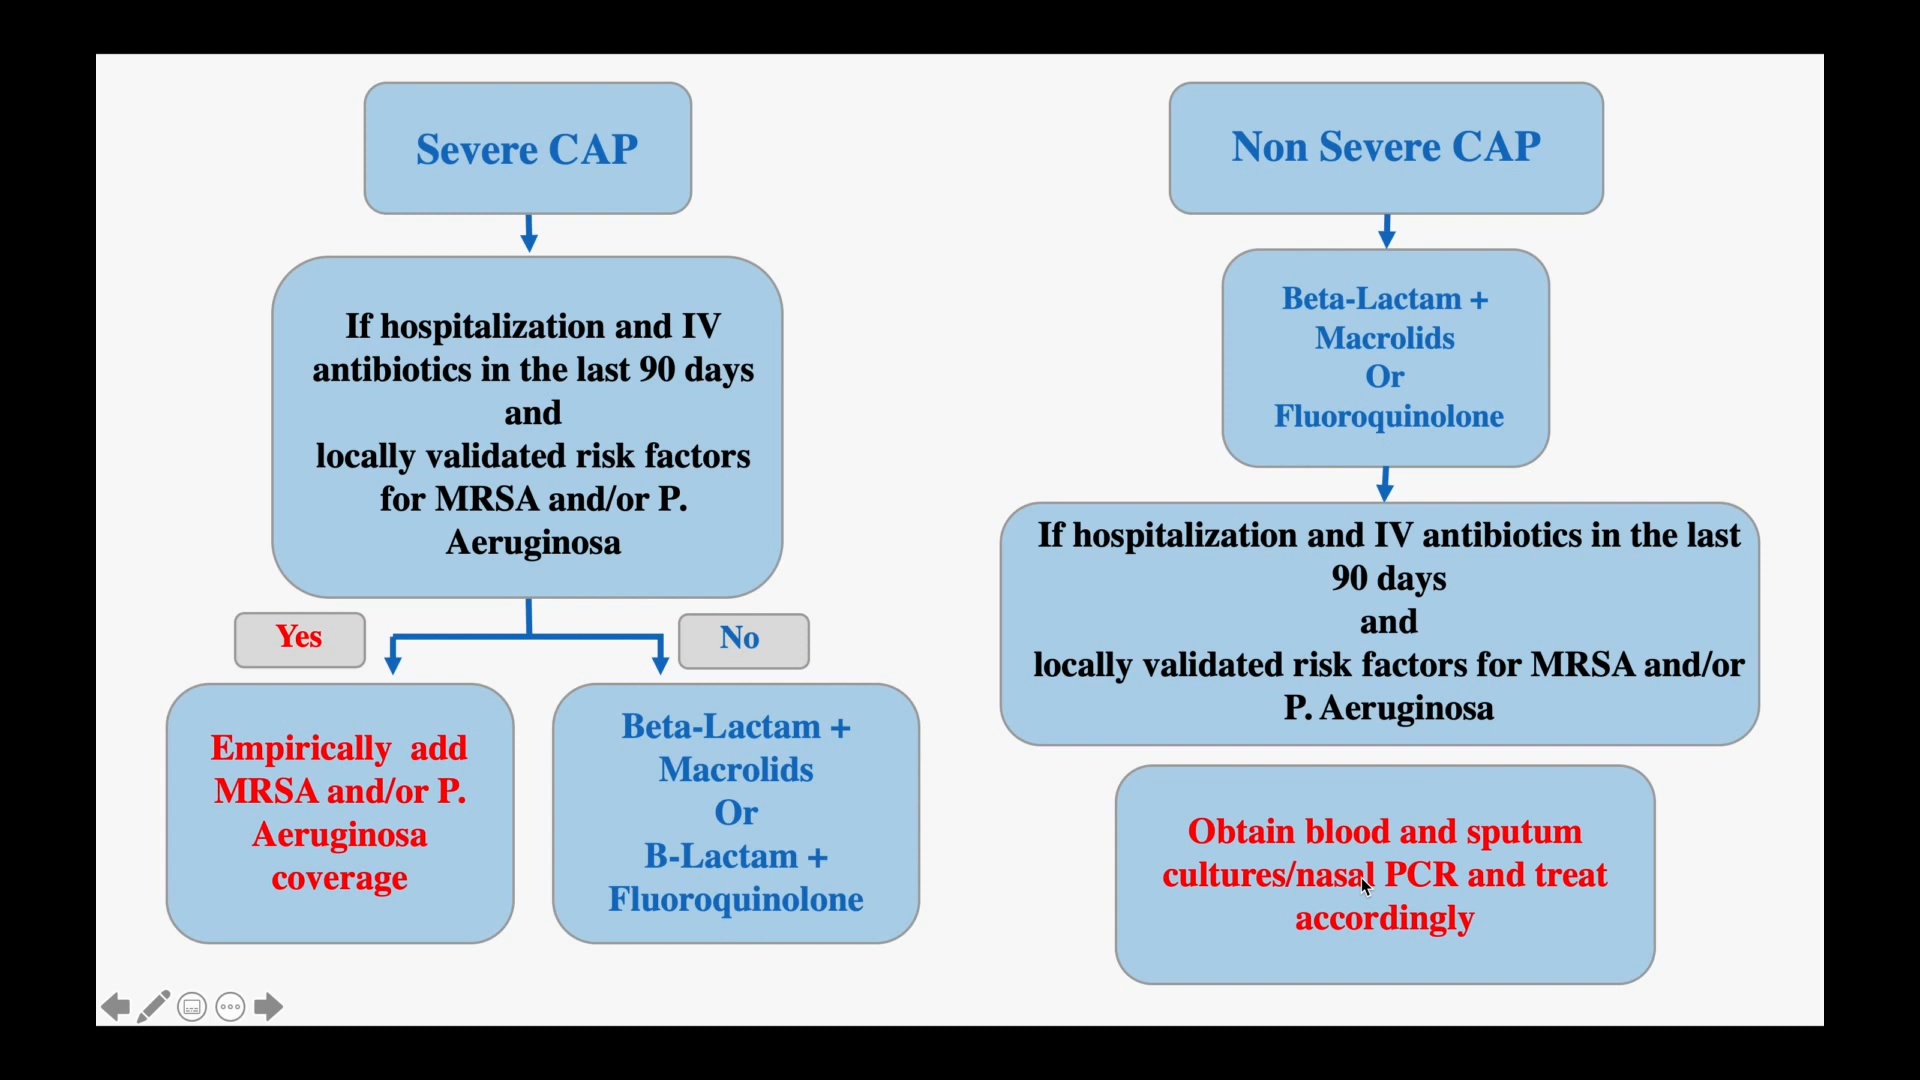 Severe CAP
If hospitalization and IV
antibiotics in the last 90 days
and
locally validated risk factors
for MRSA and/or P.
Aeruginosa
Yes
No
Empirically add
MRSA and/or P.
Aeruginosa
coverage
Beta-Lactam +
Macrolids
Or
B-Lactam +
Fluoroquinolone
Non Severe CAP
Beta-Lactam +
Macrolids
Or
Fluoroquinolone
If hospitalization and IV antibiotics in the last
90 days
and
locally validated risk factors for MRSA and/or
P. Aeruginosa
Obtain blood and sputum
cultures/nasal PCR and treat
accordingly